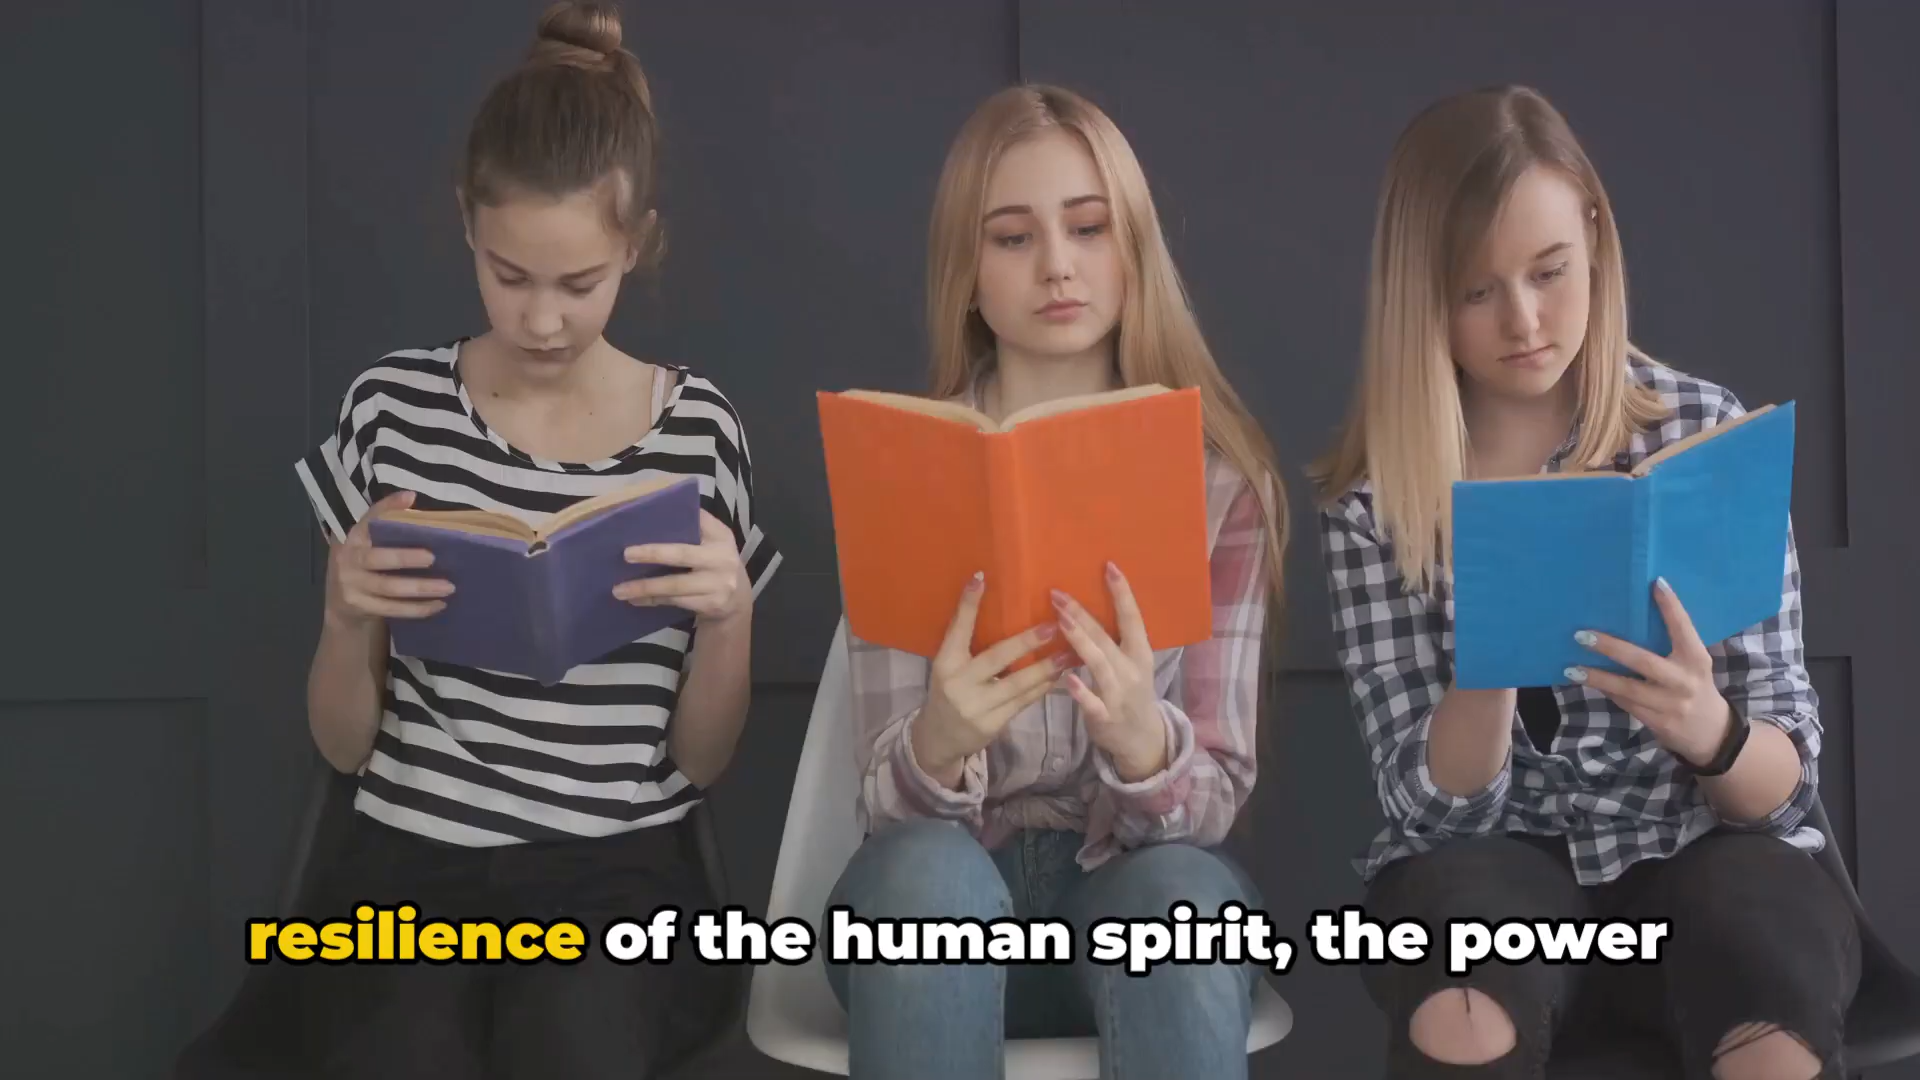 resilience of the human spirit, the power